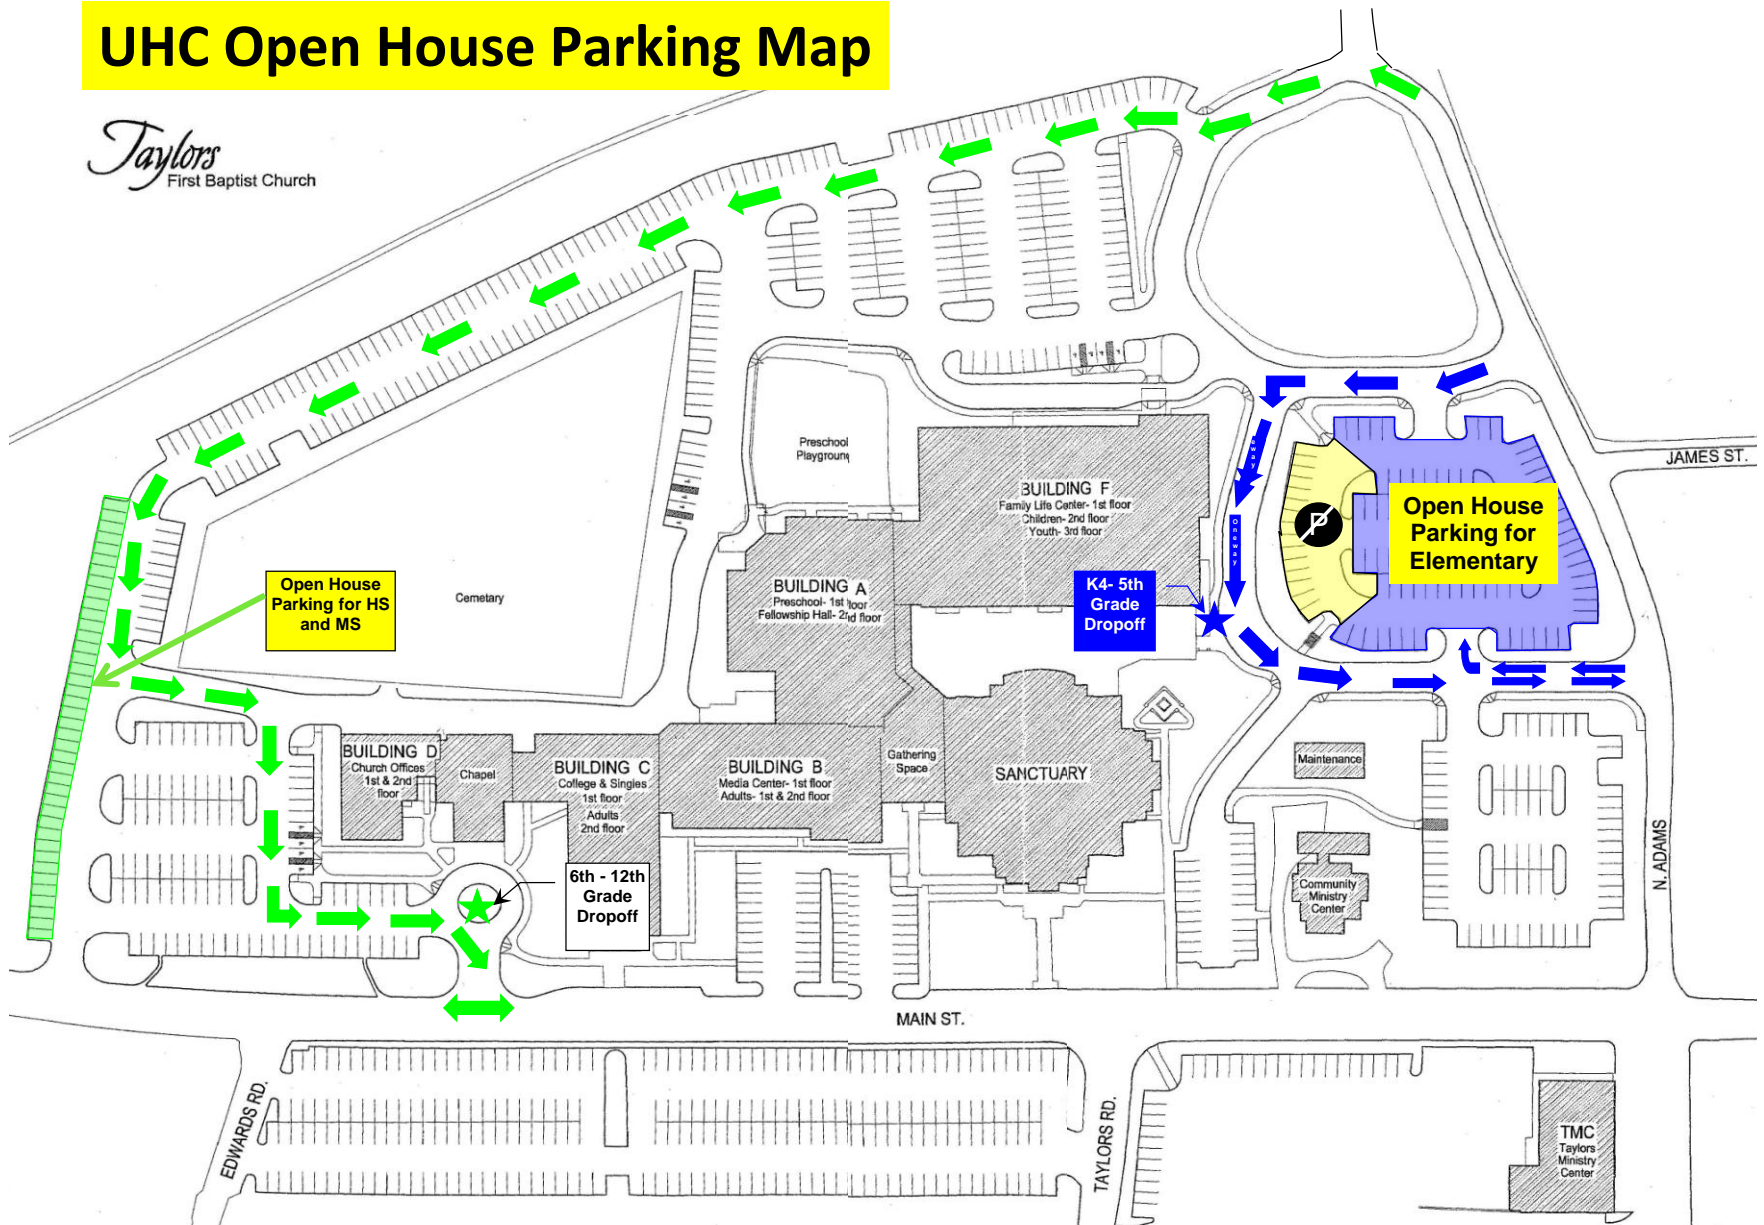 UHC Open House Parking Map
Taylors
First Baptist Church
JAMES ST.
Preschool
Playground
BUILDING F
Family Life Center- 1st floor
Children- 2nd floor
Youth- 3rd floor
Open House
Parking for
Elementary
P
Oneway
Open House
Parking for HS
and MS
Cemetary
BUILDING A
Preschool- 1st floor
Fellowship Hall- 2nd floor
K4- 5th
Grade
Dropoff
BUILDING D
Church Offices
1st & 2nd
floor
Chapel
BUILDING C
College & Singles
1st floor
Adults
2nd floor
BUILDING B
Media Center- 1st floor
Adults- 1st & 2nd floor
Gathering
Space
SANCTUARY
Maintenance
N. ADAMS
6th - 12th
Grade
Dropoff
Community
Ministry
Center
MAIN ST.
EDWARDS RD.
TAYLORS RD.
TMC
Taylors
Ministry
Center